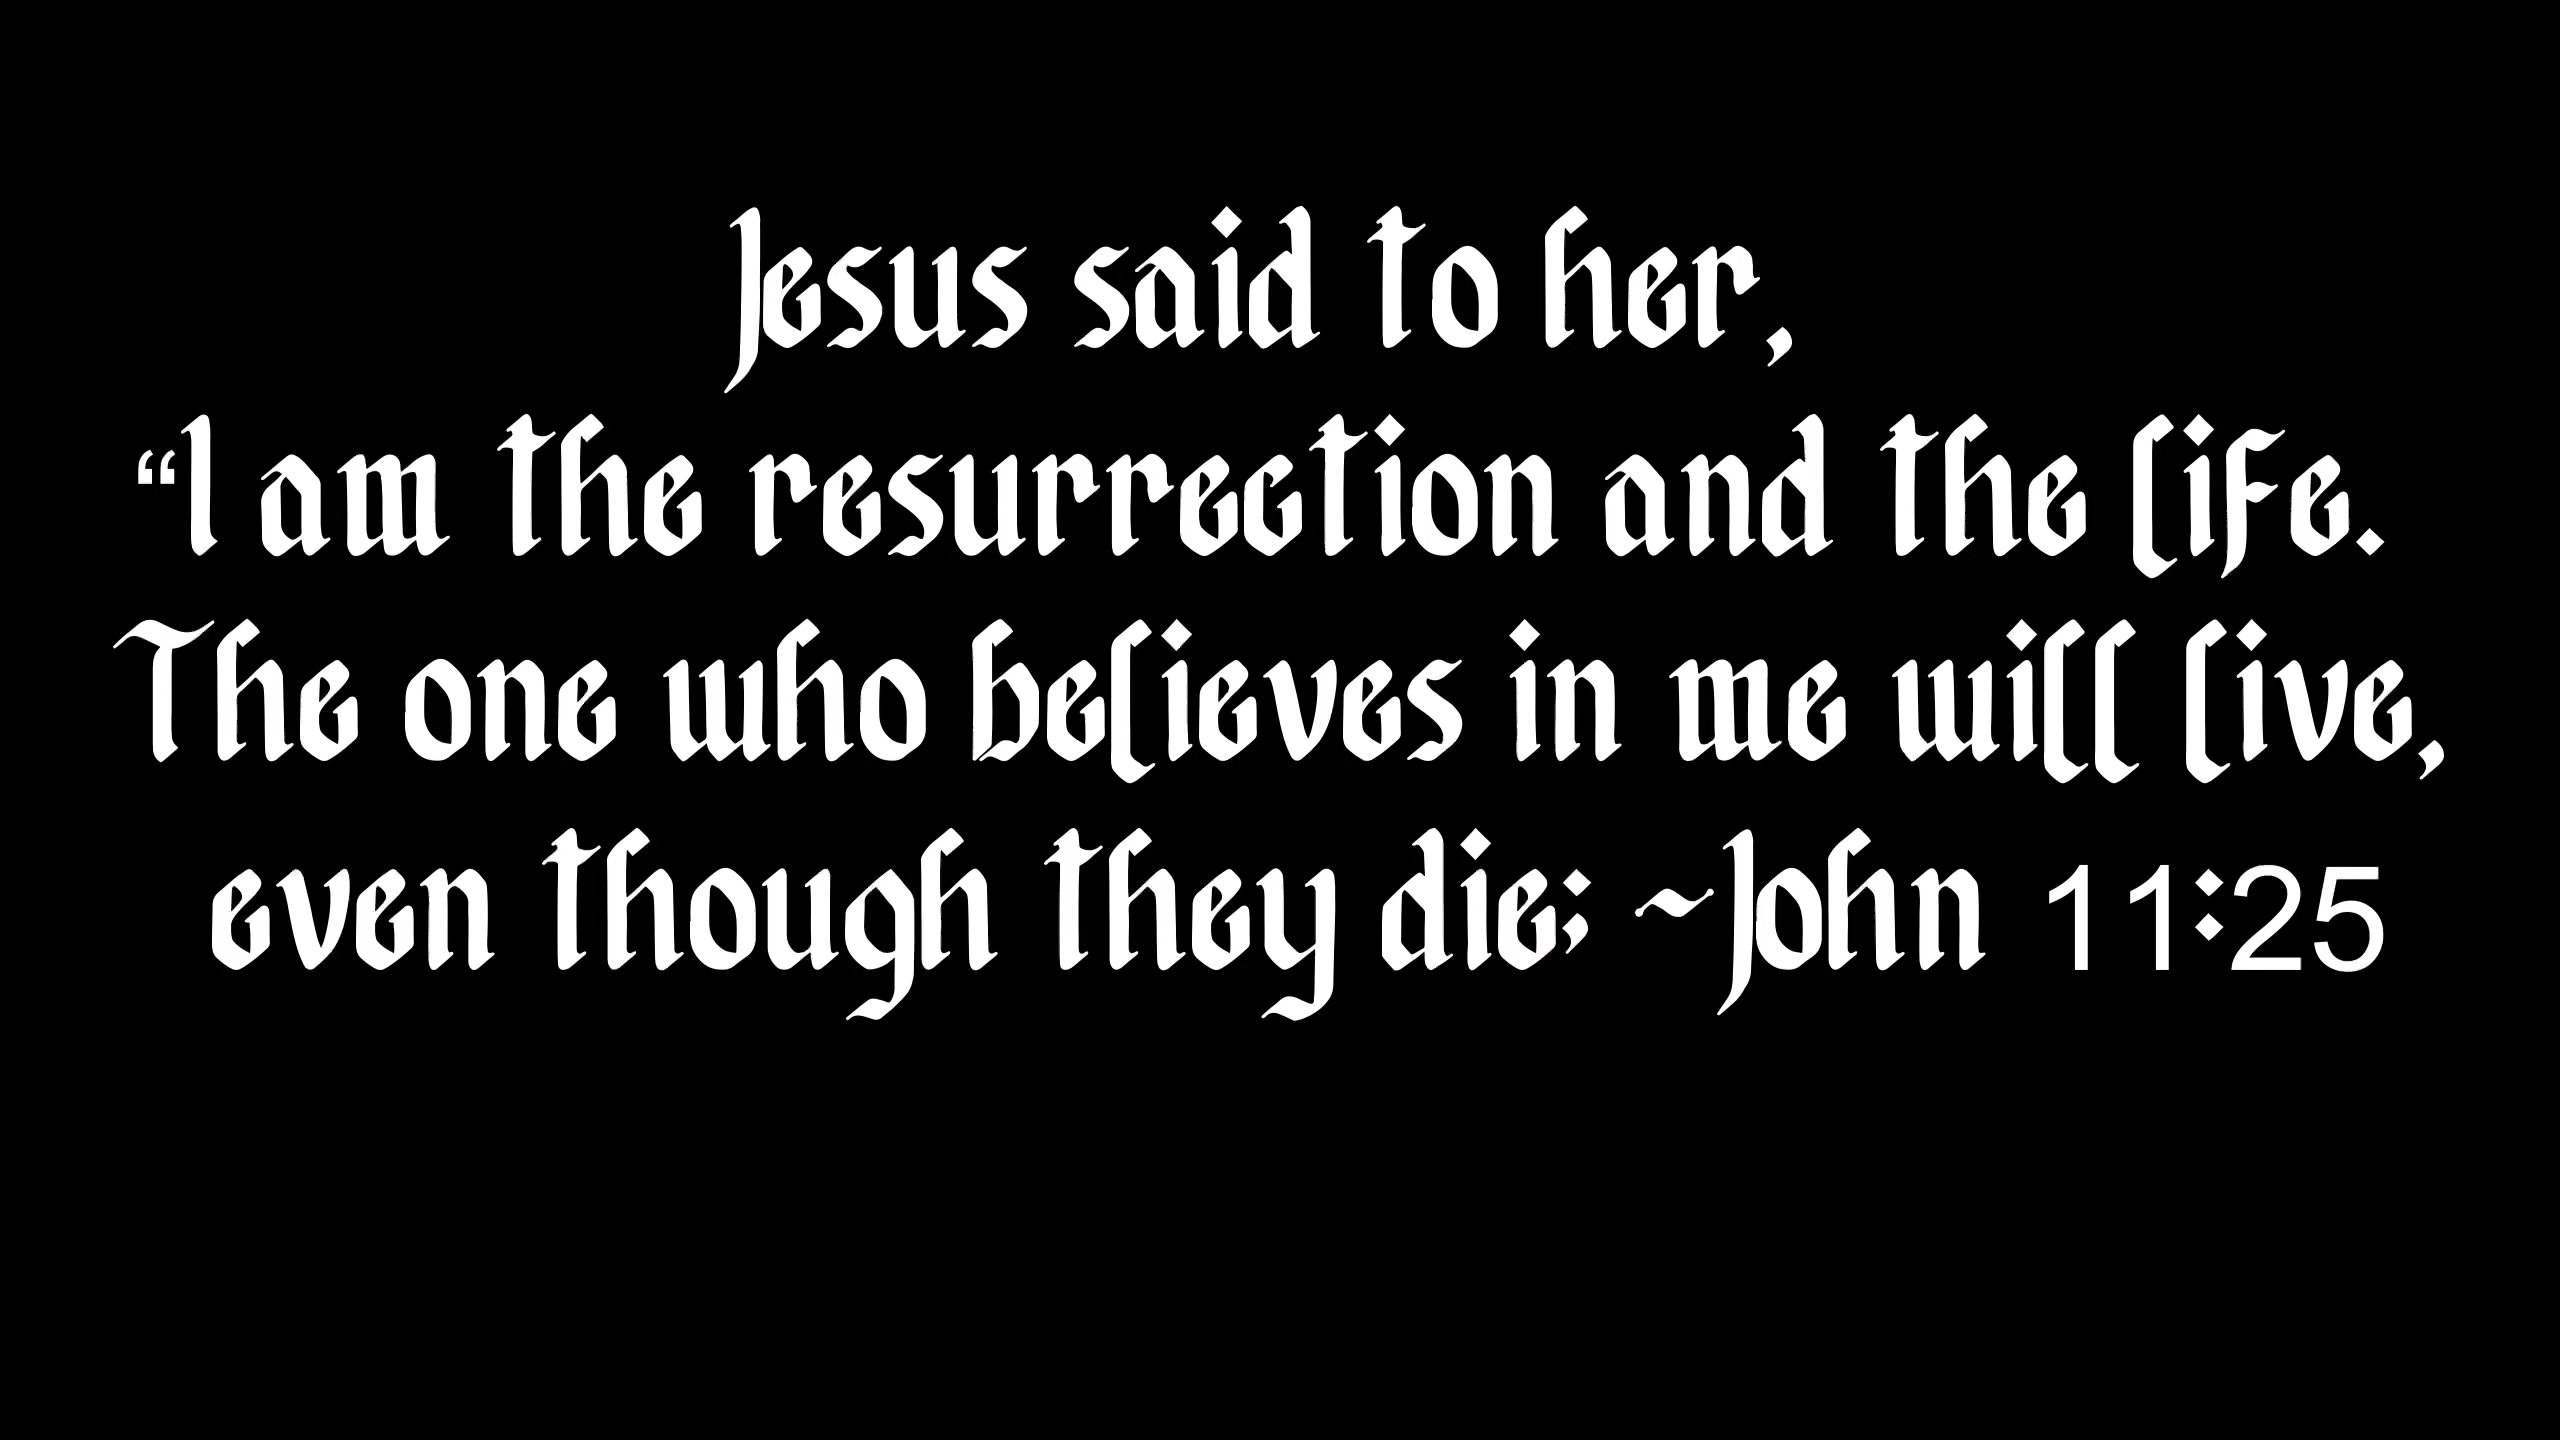 Jesus said to her,
“I am the resurrection and the life.
The one who believes in me will live,
even though they die; ~John 11:25